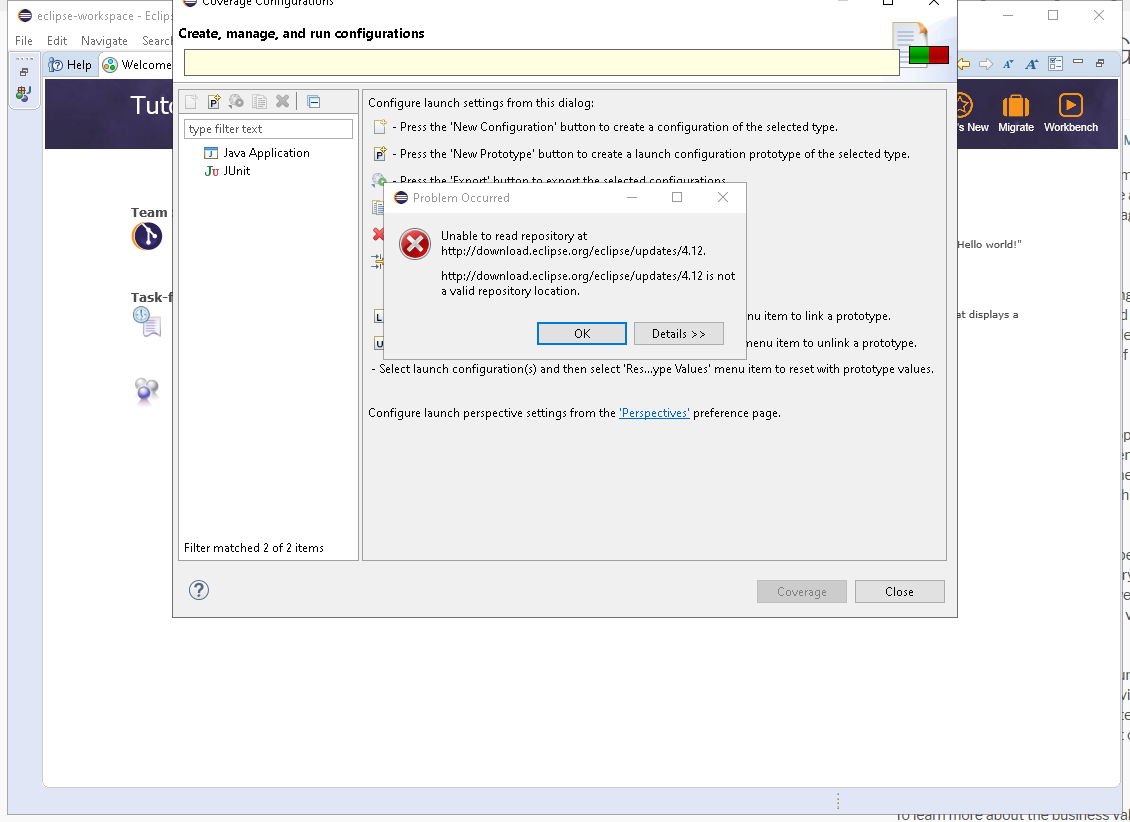 Coverage Configurations
eclipse-workspace - Eclips
Create, manage, and run configurations
File Edit Navigate Search
Help Welcome
Tuto
's New Migrate Workbench
type filter text
Java Application
Ju JUnit
Filter matched 2 of 2 items
Configure launch settings from this dialog:
- Press the 'New Configuration' button to create a configuration of the selected type.
- Press the 'New Prototype' button to create a launch configuration prototype of the selected type.
- Press the 'Export' button to export the selected configurations.
Problem Occurred
Unable to read repository at
http://download.eclipse.org/eclipse/updates/4.12.
http://download.eclipse.org/eclipse/updates/4.12 is not
a valid repository location.
OK Details >>
Team
Task-f
Hello world!"
at displays a
nu item to link a prototype.
menu item to unlink a prototype.
- Select launch configuration(s) and then select 'Res...ype Values' menu item to reset with prototype values.
Configure launch perspective settings from the 'Perspectives' preference page.
? Coverage Close
To learn more about the business val